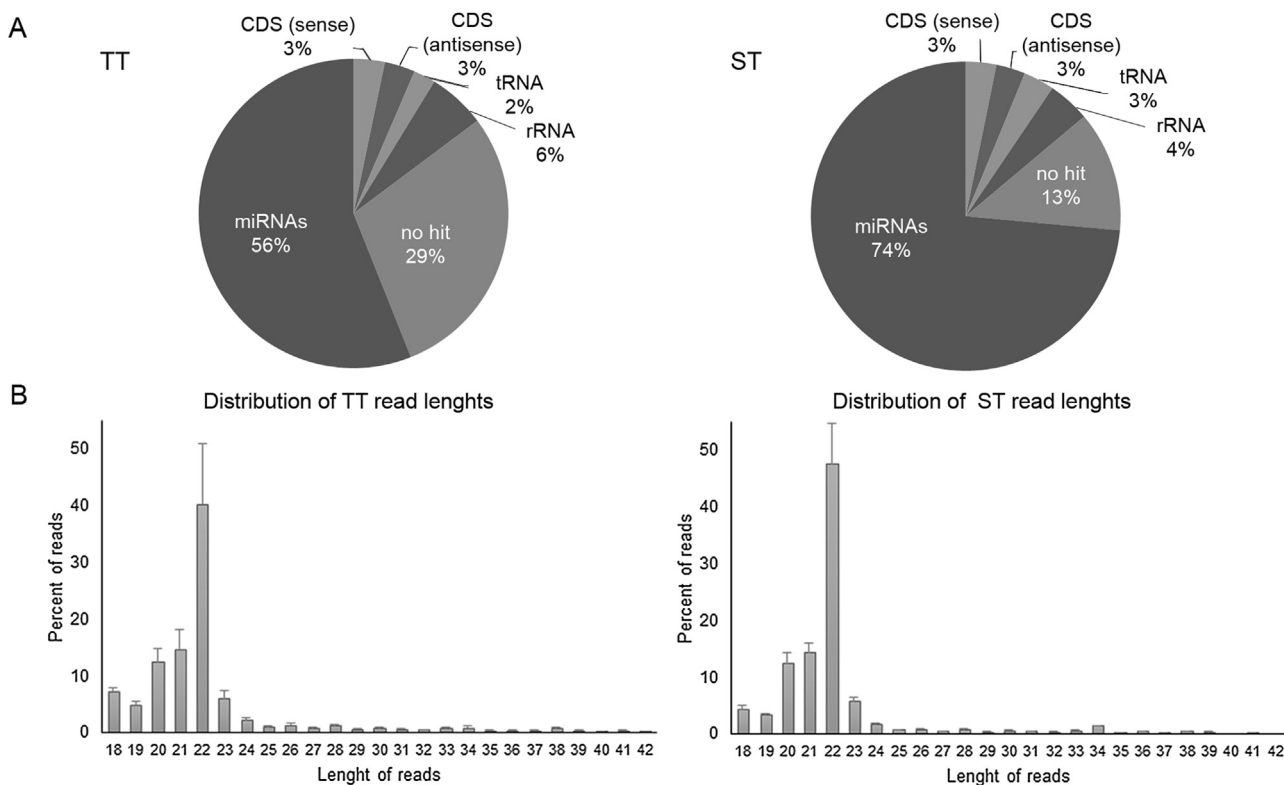 A
TT
CDS (sense)
3%
CDS
(antisense)
3%
tRNA
2%
rRNA
6%
no hit
29%
miRNAs
56%
ST
CDS (sense)
3%
CDS
(antisense)
3%
tRNA
3%
rRNA
4%
no hit
13%
miRNAs
74%
B
Distribution of TT read lenghts
Percent of reads
50
40
30
20
10
0
18 19 20 21 22 23 24 25 26 27 28 29 30 31 32 33 34 35 36 37 38 39 40 41 42
Lenght of reads
Distribution of ST read lenghts
Percent of reads
50
40
30
20
10
0
18 19 20 21 22 23 24 25 26 27 28 29 30 31 32 33 34 35 36 37 38 39 40 41 42
Lenght of reads